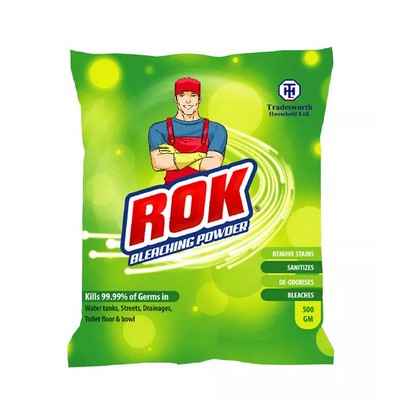 TH
Tradesworth
Household Ltd.
ROK®
BLEACHING POWDER
REMOVE STAIRS
SANITIZES
DE-ODORISES
BLEACHES
500
GM
Kills 99.99% of Germs in
Water tanks, Streets, Drainages,
Toilet floor & bowl